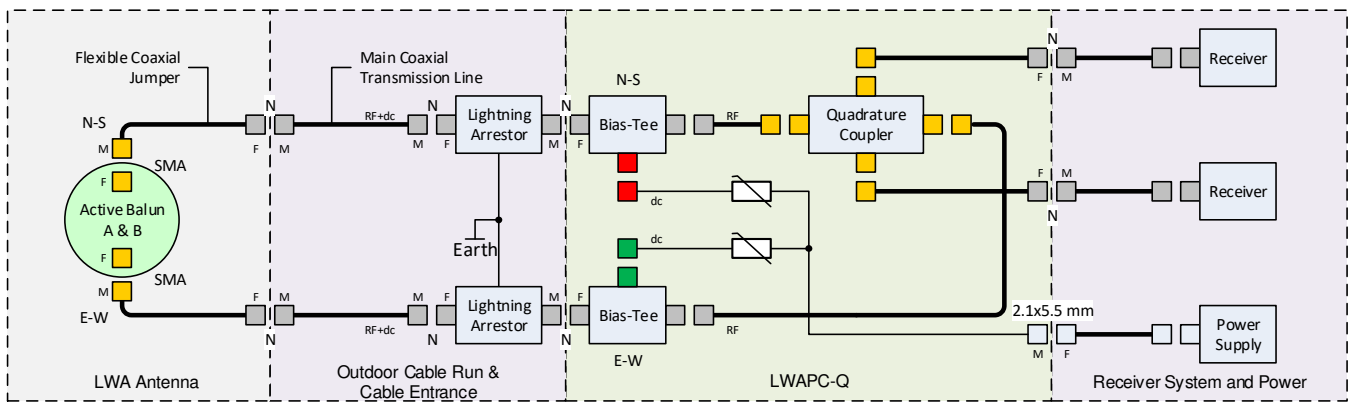 Flexible Coaxial
Jumper
Main Coaxial
Transmission Line
N-S
M
SMA
F
Active Balun
A & B
F
SMA
M
E-W
N
F
M
RF+dc
N
M
F
Lightning
Arrestor
N
M
F
Earth
F
M
N
RF+dc
M
F
N
Lightning
Arrestor
M
F
N
N-S
Bias-Tee
RF
dc
dc
Bias-Tee
E-W
RF
Quadrature
Coupler
N
F
M
Receiver
F
M
N
Receiver
2.1x5.5 mm
M
F
Power
Supply
LWA Antenna
Outdoor Cable Run &
Cable Entrance
LWAPC-Q
Receiver System and Power